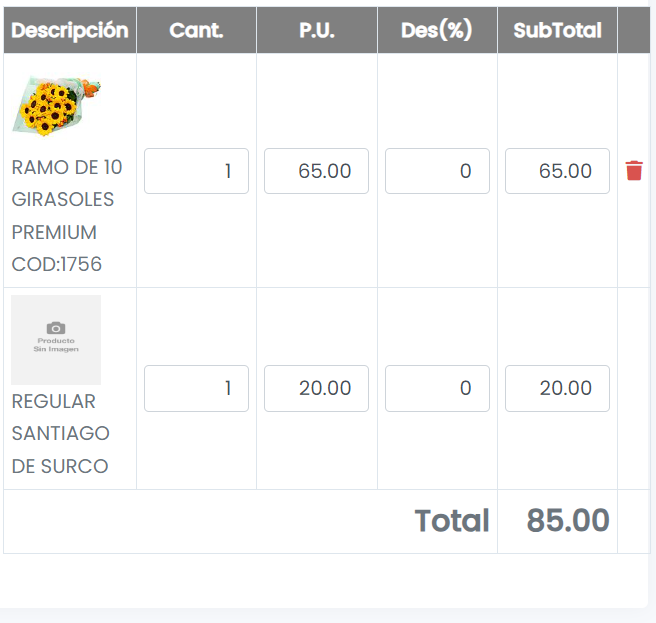 Descripción Cant. P.U. Des(%) SubTotal
RAMO DE 10
GIRASOLES
PREMIUM
COD:1756
1 65.00 0 65.00
Producto
Sin Imagen
REGULAR
SANTIAGO
DE SURCO
1 20.00 0 20.00
Total 85.00